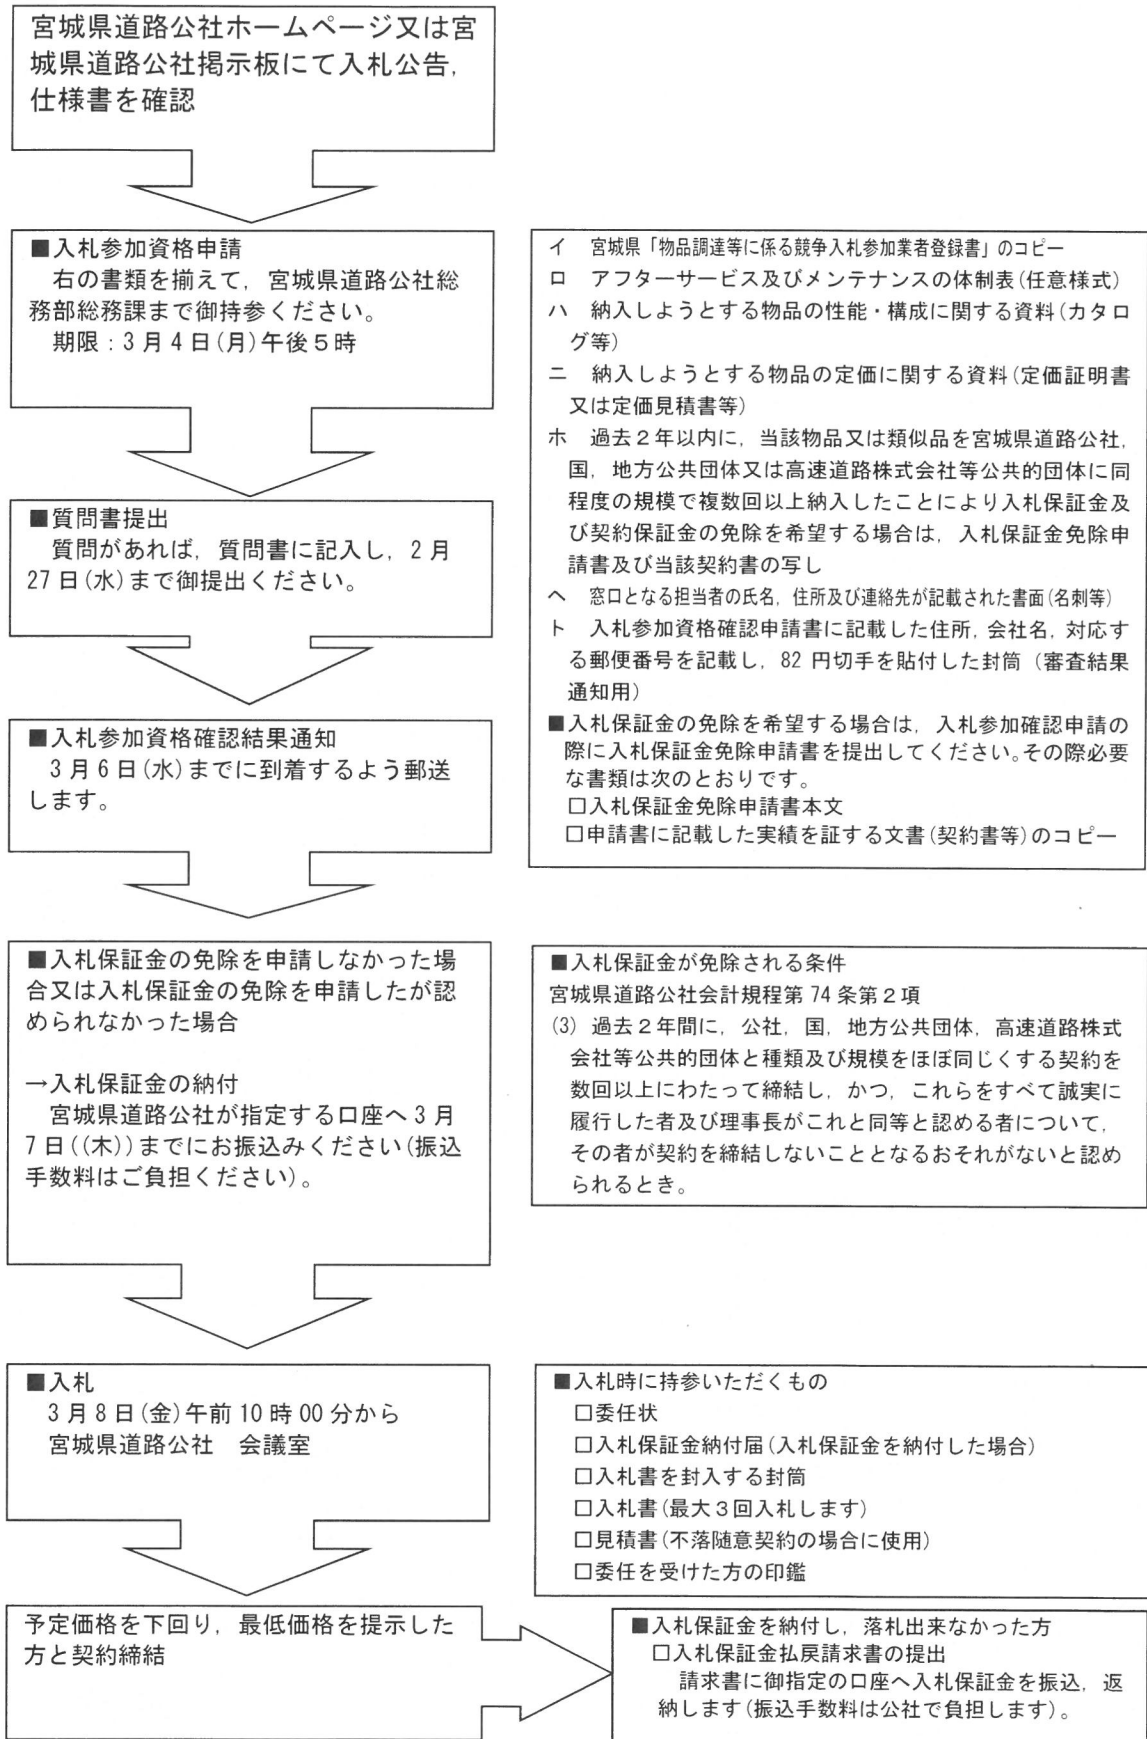 宮城県道路公社ホームページ又は宮
城県道路公社掲示板にて入札公告，
仕様書を確認
■入札参加資格申請
右の書類を揃えて，宮城県道路公社総
務部総務課まで御持参ください。
期限：3月4日(月)午後5時
イ　宮城県「物品調達等に係る競争入札参加業者登録書」のコピー
ロ　アフターサービス及びメンテナンスの体制表(任意様式)
ハ　納入しようとする物品の性能・構成に関する資料(カタロ
グ等)
ニ　納入しようとする物品の定価に関する資料(定価証明書
又は定価見積書等)
ホ　過去2年以内に，当該物品又は類似品を宮城県道路公社，
国，地方公共団体又は高速道路株式会社等公共的団体に同
程度の規模で複数回以上納入したことにより入札保証金及
び契約保証金の免除を希望する場合は，入札保証金免除申
請書及び当該契約書の写し
ヘ　窓口となる担当者の氏名，住所及び連絡先が記載された書面(名刺等)
ト　入札参加資格確認申請書に記載した住所，会社名，対応す
る郵便番号を記載し，82円切手を貼付した封筒（審査結果
通知用）
■入札保証金の免除を希望する場合は，入札参加確認申請の
際に入札保証金免除申請書を提出してください。その際必要
な書類は次のとおりです。
□入札保証金免除申請書本文
□申請書に記載した実績を証する文書(契約書等)のコピー
■質問書提出
質問があれば，質問書に記入し，2月
27日(水)まで御提出ください。
■入札参加資格確認結果通知
3月6日(水)までに到着するよう郵送
します。
■入札保証金の免除を申請しなかった場
合又は入札保証金の免除を申請したが認
められなかった場合
→入札保証金の納付
宮城県道路公社が指定する口座へ3月
7日((木))までにお振込みください(振込
手数料はご負担ください)。
■入札保証金が免除される条件
宮城県道路公社会計規程第74条第2項
(3) 過去2年間に，公社，国，地方公共団体，高速道路株式
会社等公共的団体と種類及び規模をほぼ同じくする契約を
数回以上にわたって締結し，かつ，これらをすべて誠実に
履行した者及び理事長がこれと同等と認める者について，
その者が契約を締結しないこととなるおそれがないと認め
られるとき。
■入札
3月8日(金)午前10時00分から
宮城県道路公社　会議室
■入札時に持参いただくもの
□委任状
□入札保証金納付届(入札保証金を納付した場合)
□入札書を封入する封筒
□入札書(最大3回入札します)
□見積書(不落随意契約の場合に使用)
□委任を受けた方の印鑑
予定価格を下回り，最低価格を提示した
方と契約締結
■入札保証金を納付し，落札出来なかった方
□入札保証金払戻請求書の提出
請求書に御指定の口座へ入札保証金を振込，返
納します(振込手数料は公社で負担します)。